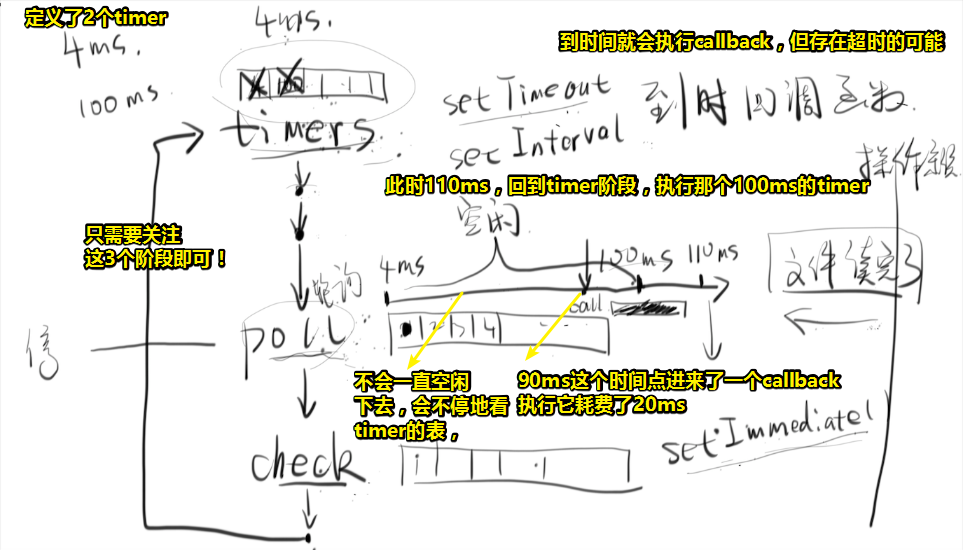 定义了2个timer
4ms.
4ms
到时间就会执行callback，但存在超时的可能
100ms
100
setTimeout
到时回调函数.
timers.
setInterval
操作系统
此时110ms，回到timer阶段，执行那个100ms的timer
空闲
只需要关注
这3个阶段即可！
4ms
100ms
110ms
文件读完了
轮询
call
poll
1 2 3 4
停
不会一直空闲
下去，会不停地看
timer的表，
90ms这个时间点进来了一个callback
执行它耗费了20ms
setImmediate
check